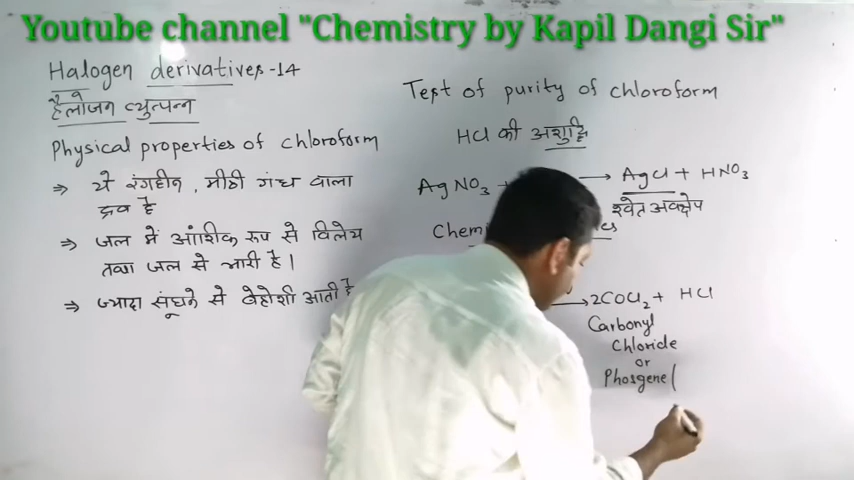 Youtube channel "Chemistry by Kapil Dangi Sir"
Halogen derivatives-14
हैलोजन व्युत्पन्न
Physical properties of chloroform
⇒ ये रंगहीन, मीठी गंध वाला
द्रव है
⇒ जल में आंशिक रूप से विलेय
तथा जल से भारी है।
⇒ ज्यादा सूंघने से बेहोशी आती है
Test of purity of chloroform
HCl की अशुद्धि
AgNO3 + → AgCl + HNO3
श्वेत अवक्षेप
→ 2COCl2 + HCl
Carbonyl
Chloride
or
Phosgene (